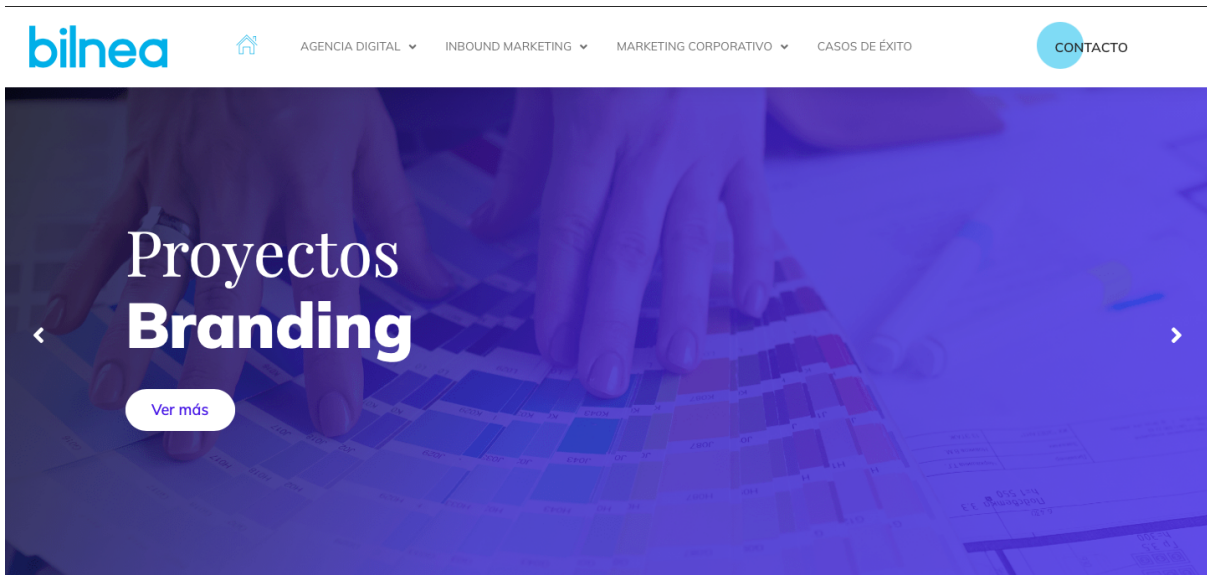 bilnea
AGENCIA DIGITAL
INBOUND MARKETING
MARKETING CORPORATIVO
CASOS DE ÉXITO
CONTACTO
Proyectos
Branding
Ver más